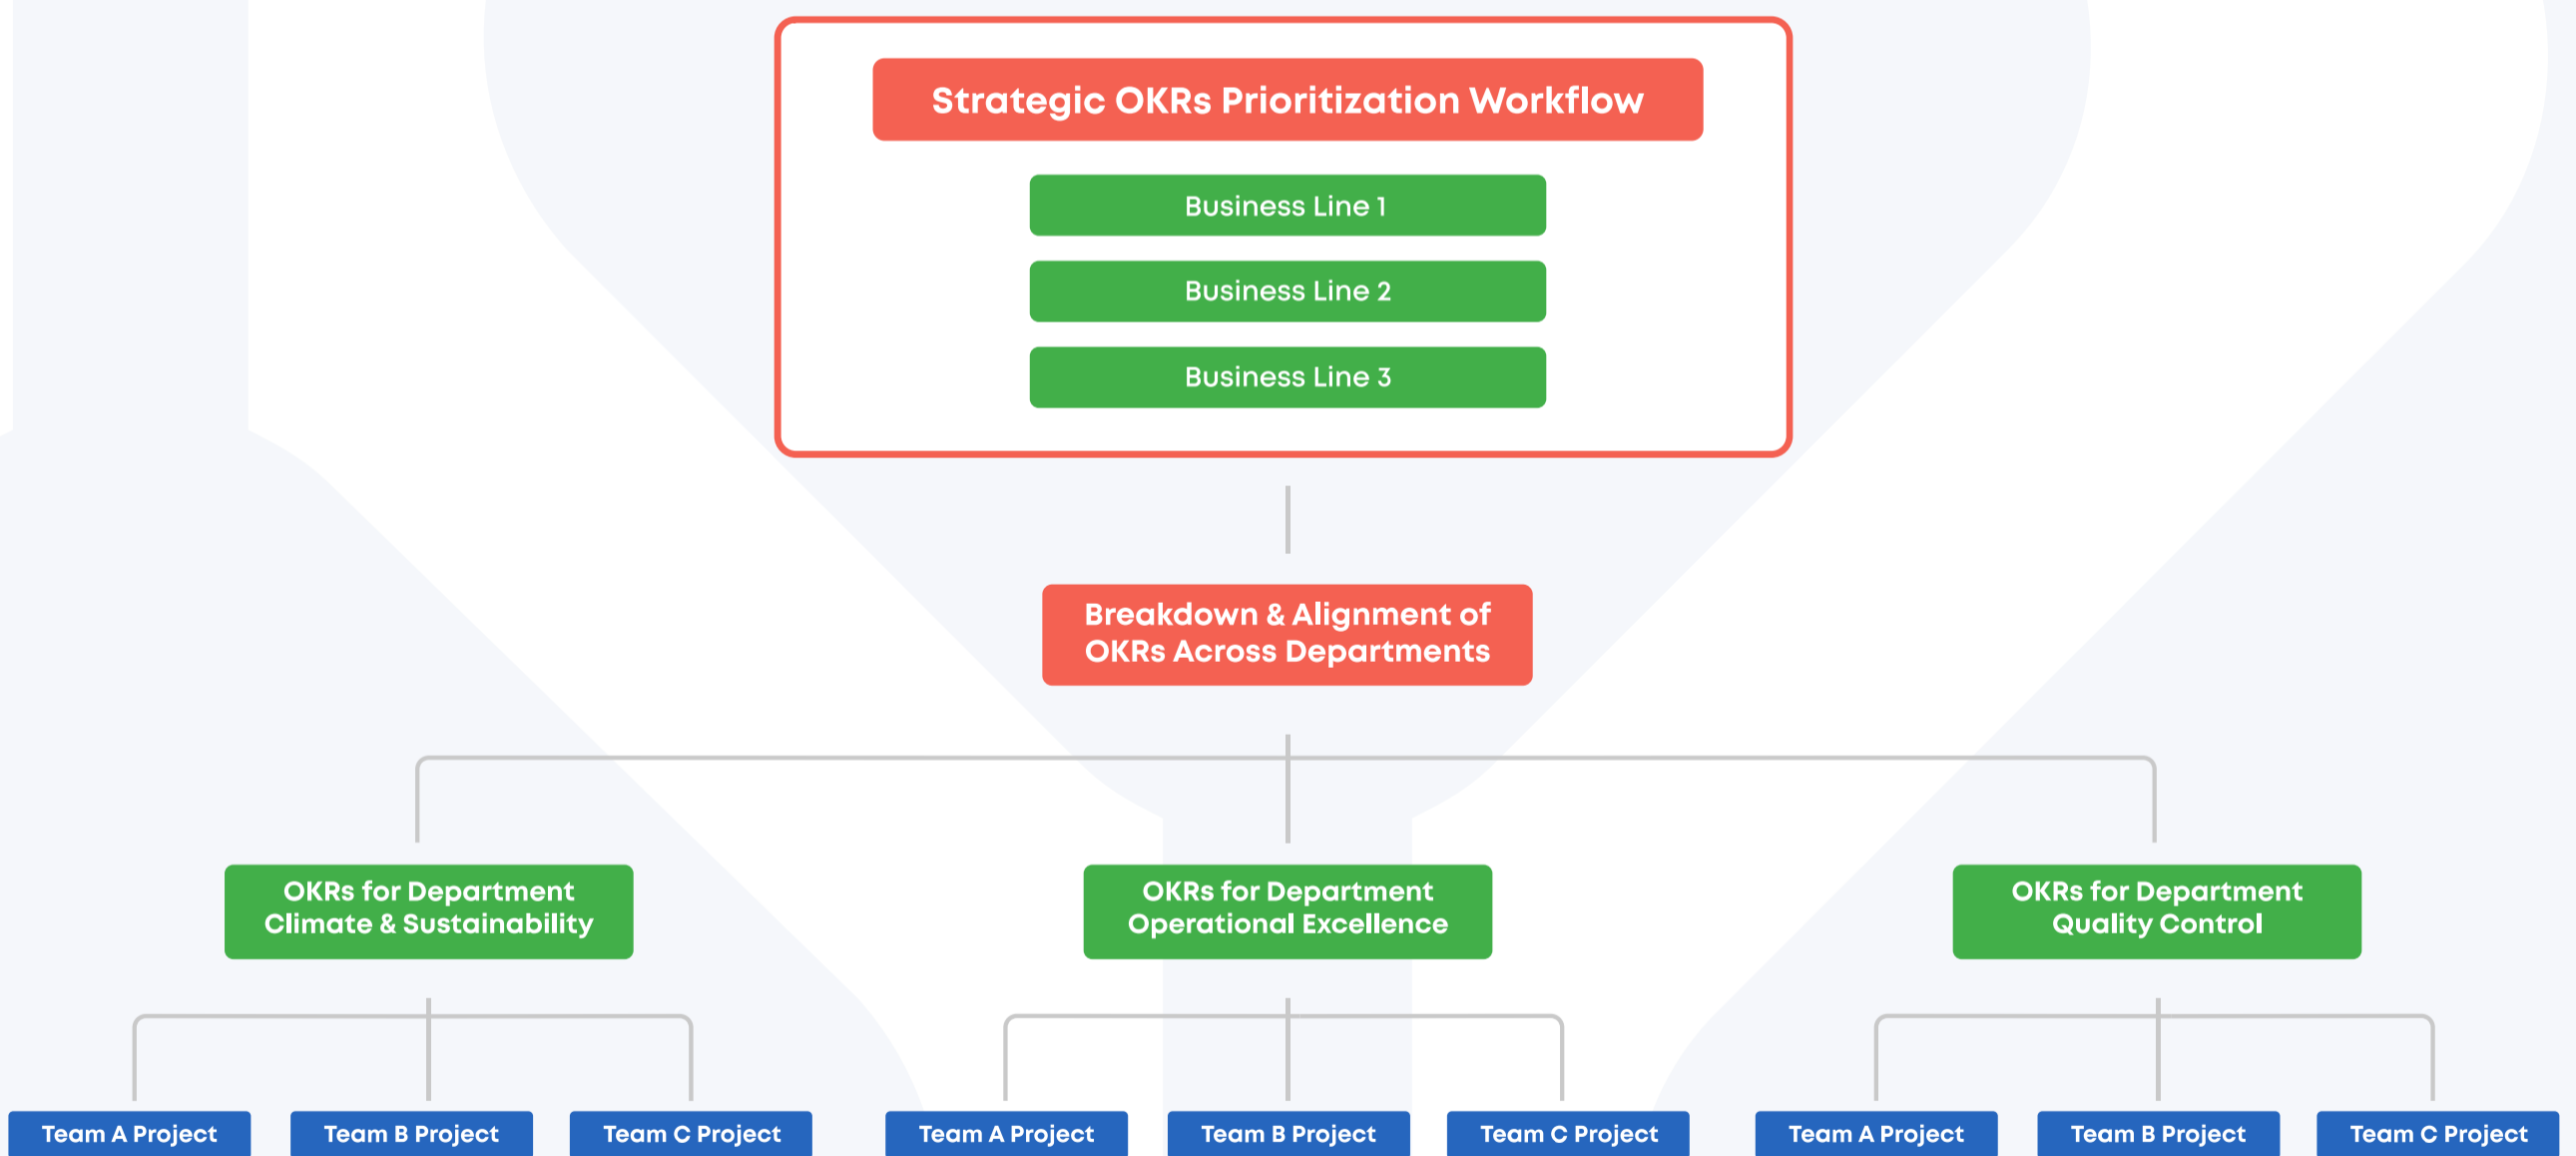 Strategic OKRs Prioritization Workflow
Business Line 1
Business Line 2
Business Line 3
Breakdown & Alignment of
OKRs Across Departments
OKRs for Department
Climate & Sustainability
OKRs for Department
Operational Excellence
OKRs for Department
Quality Control
Team A Project
Team B Project
Team C Project
Team A Project
Team B Project
Team C Project
Team A Project
Team B Project
Team C Project